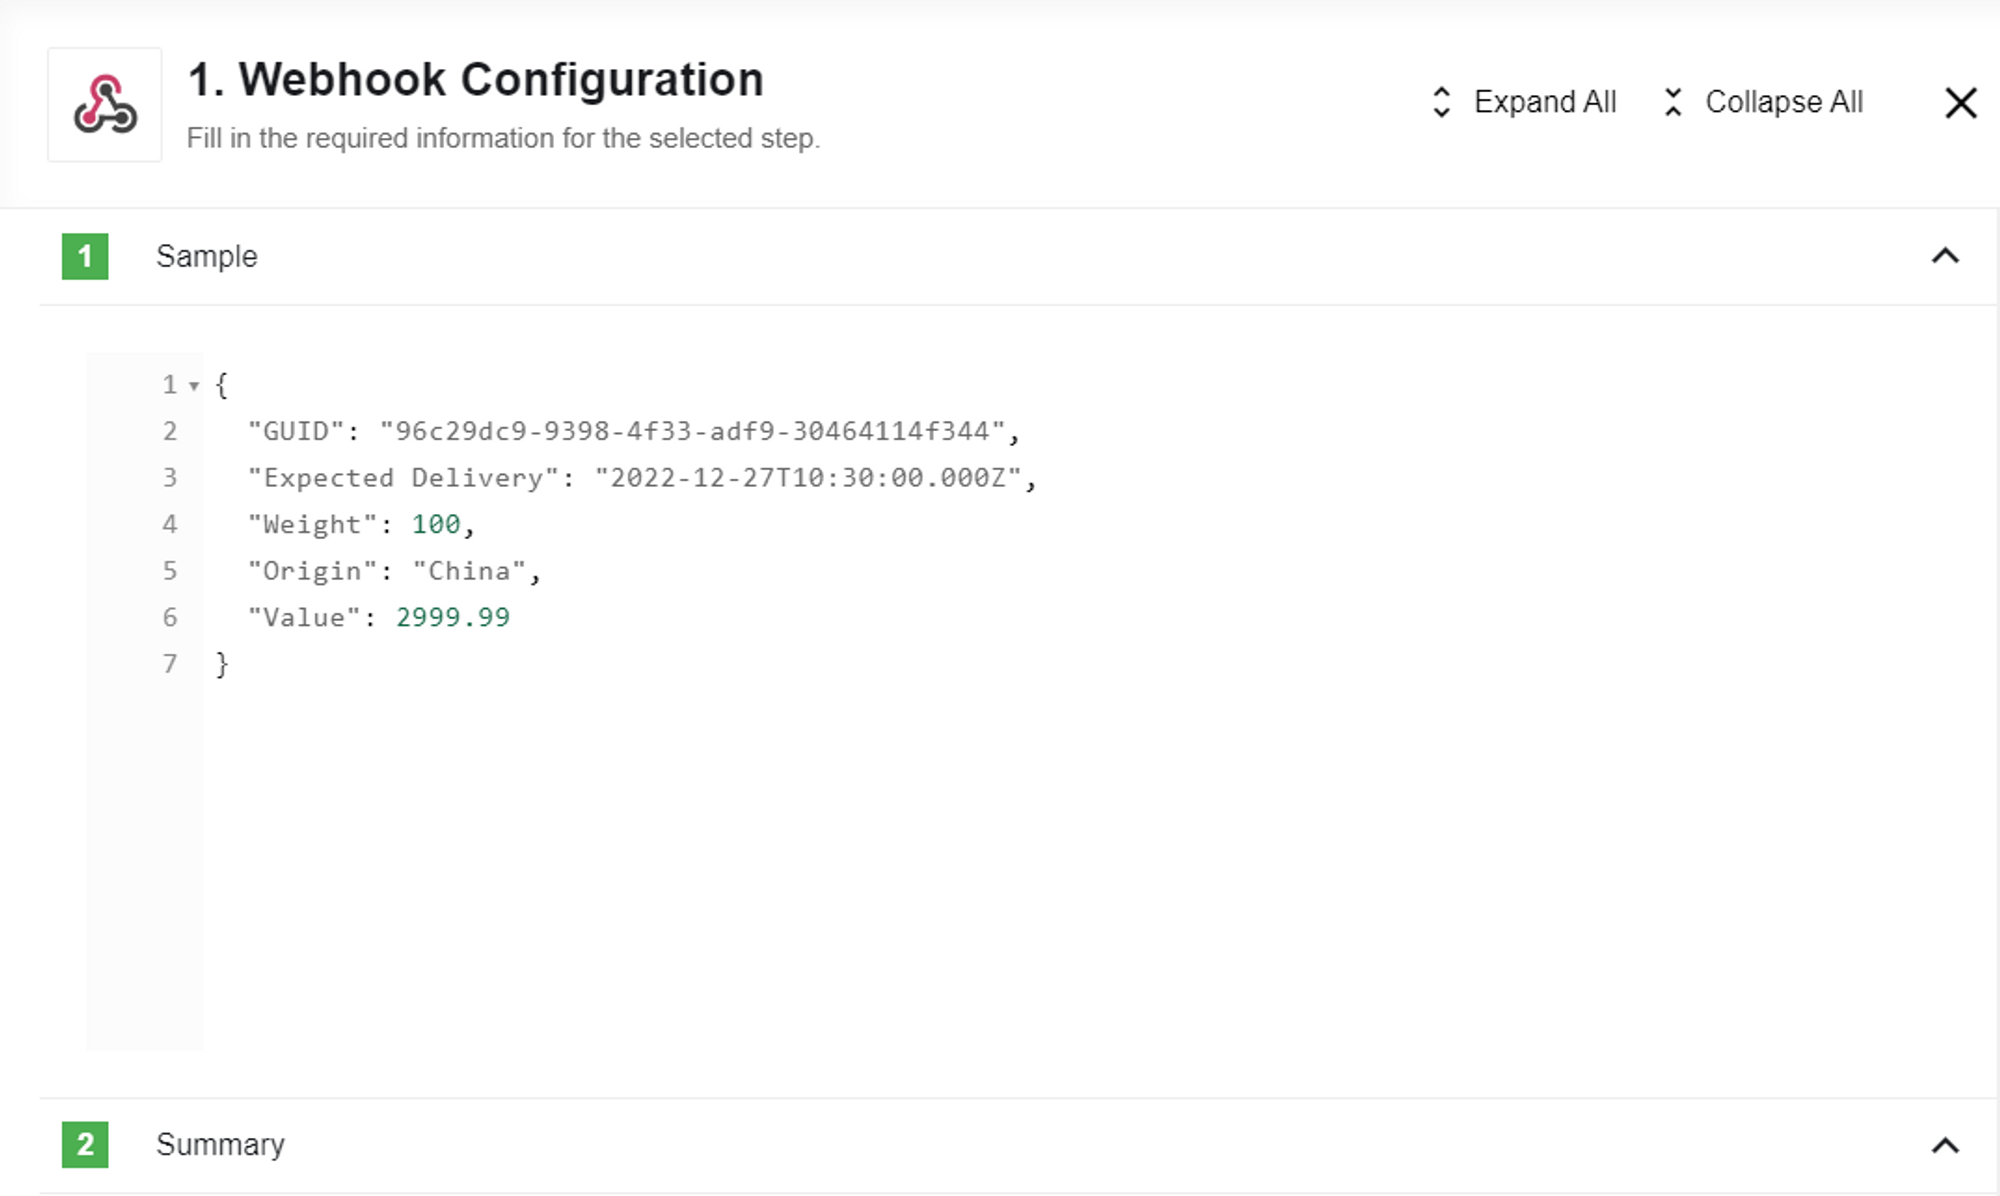 1. Webhook Configuration
Fill in the required information for the selected step.
Expand All
Collapse All
1 Sample
1 {
2 "GUID": "96c29dc9-9398-4f33-adf9-30464114f344",
3 "Expected Delivery": "2022-12-27T10:30:00.000Z",
4 "Weight": 100,
5 "Origin": "China",
6 "Value": 2999.99
7 }
2 Summary